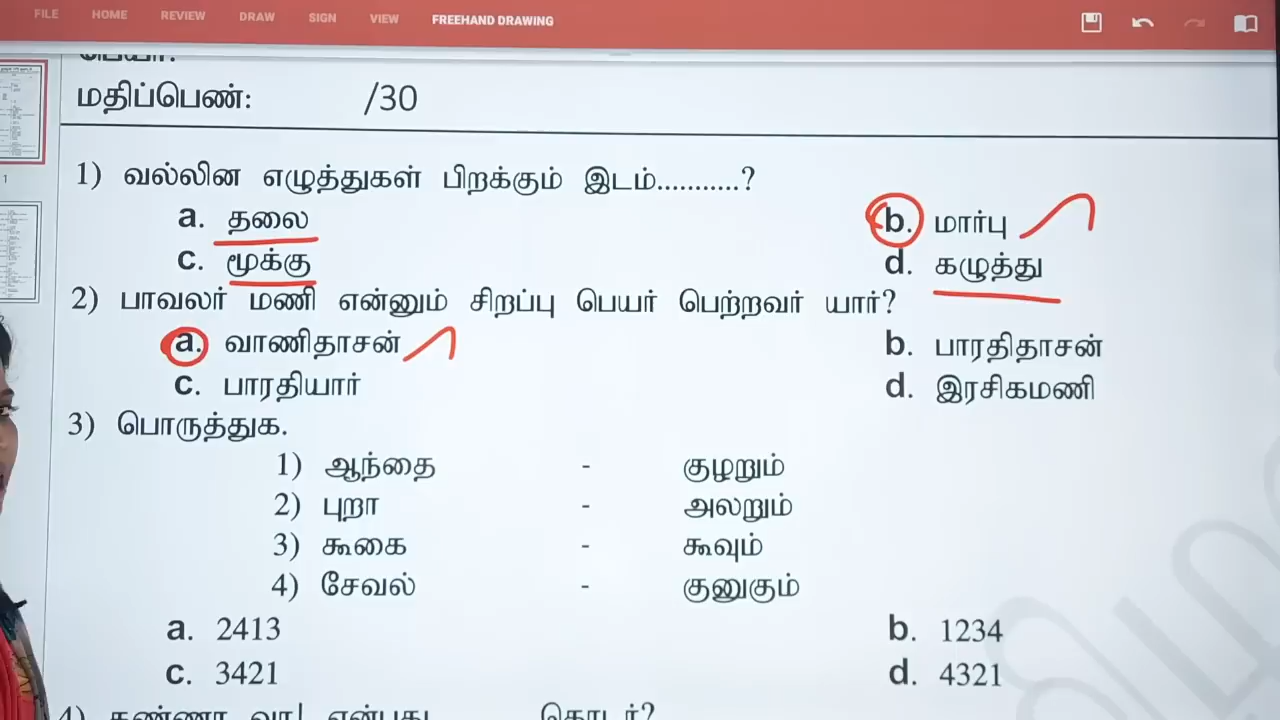 FILE HOME REVIEW DRAW SIGN VIEW FREEHAND DRAWING
மதிப்பெண்: /30
1) வல்லின எழுத்துகள் பிறக்கும் இடம்...........?
a. தலை b. மார்பு
c. மூக்கு d. கழுத்து
2) பாவலர் மணி என்னும் சிறப்பு பெயர் பெற்றவர் யார்?
a. வாணிதாசன் b. பாரதிதாசன்
c. பாரதியார் d. இரசிகமணி
3) பொருத்துக.
1) ஆந்தை - குழறும்
2) புறா - அலறும்
3) கூகை - கூவும்
4) சேவல் - குனுகும்
a. 2413 b. 1234
c. 3421 d. 4321
1